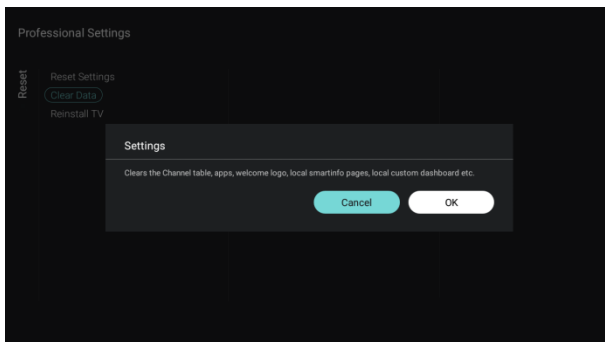 Professional Settings
Reset
Reset Settings
Clear Data
Reinstall TV
Settings
Clears the Channel table, apps, welcome logo, local smartinfo pages, local custom dashboard etc.
Cancel
OK